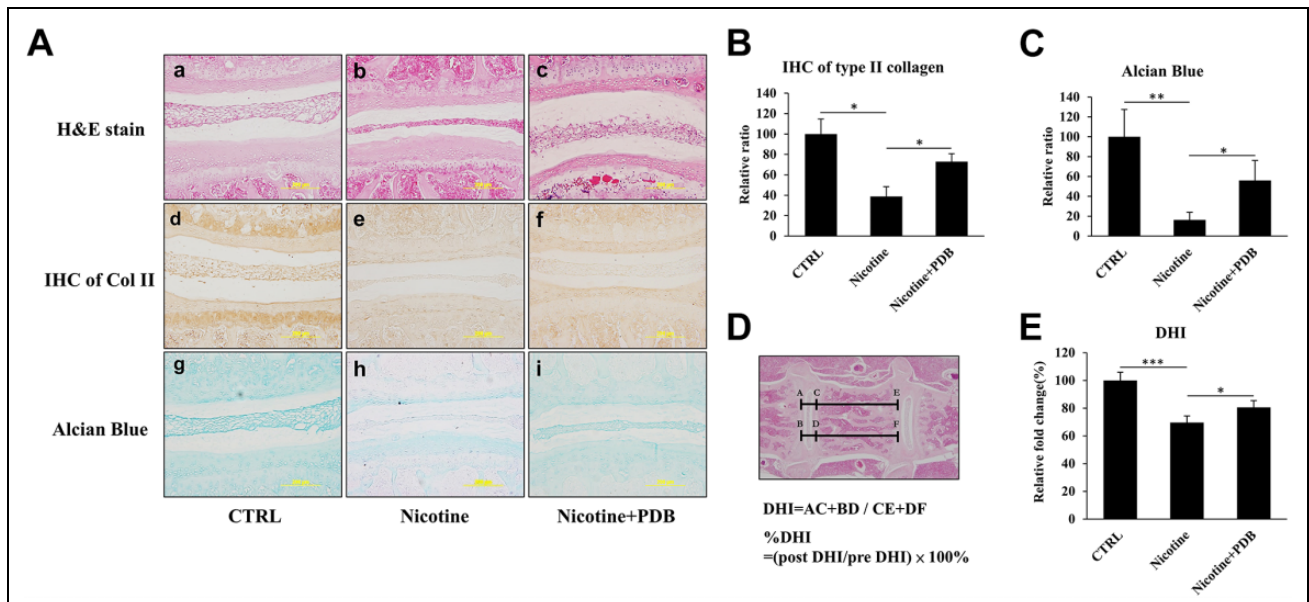 A
a
b
c
H&E stain
d
e
f
IHC of Col II
g
h
i
Alcian Blue
CTRL
Nicotine
Nicotine+PDB
B
IHC of type II collagen
Relative ratio
140
120
100
80
60
40
20
0
*
*
CTRL
Nicotine
Nicotine+PDB
C
Alcian Blue
Relative ratio
140
120
100
80
60
40
20
0
**
*
CTRL
Nicotine
Nicotine+PDB
D
A C E
B D F
DHI=AC+BD / CE+DF
%DHI
=(post DHI/pre DHI) × 100%
E
DHI
Relative fold change(%)
120
100
80
60
40
20
0
***
*
CTRL
Nicotine
Nicotine+PDB